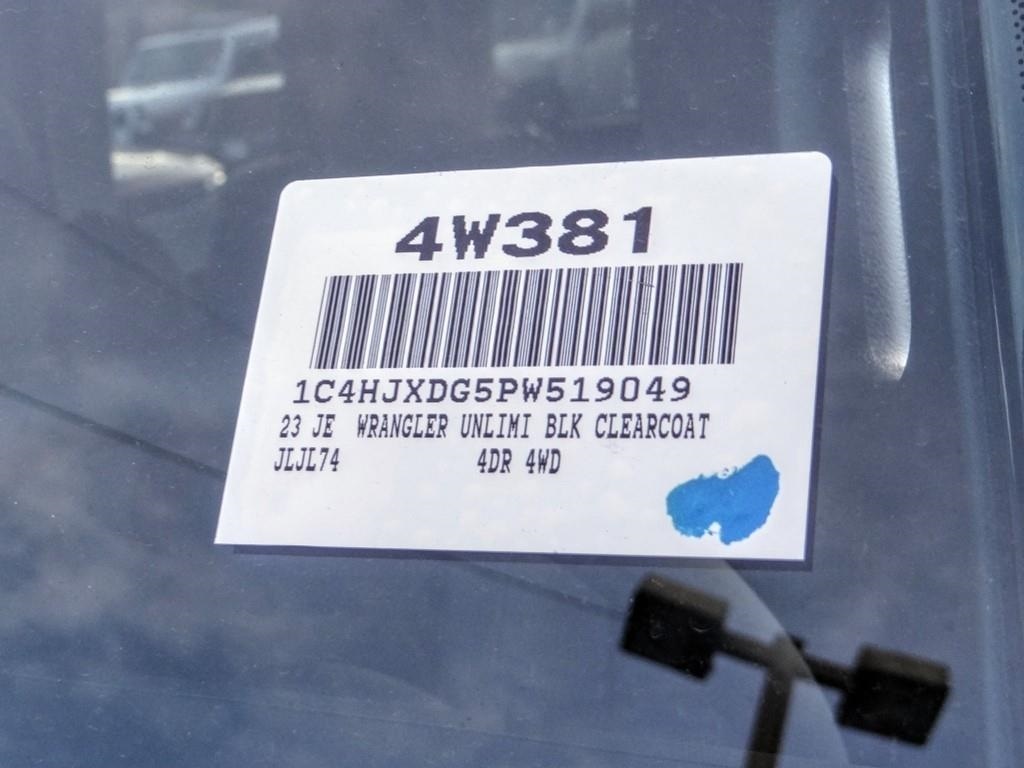 4W381
1C4HJXDG5PW519049
23 JE WRANGLER UNLIMI BLK CLEARCOAT
JLJL74 4DR 4WD